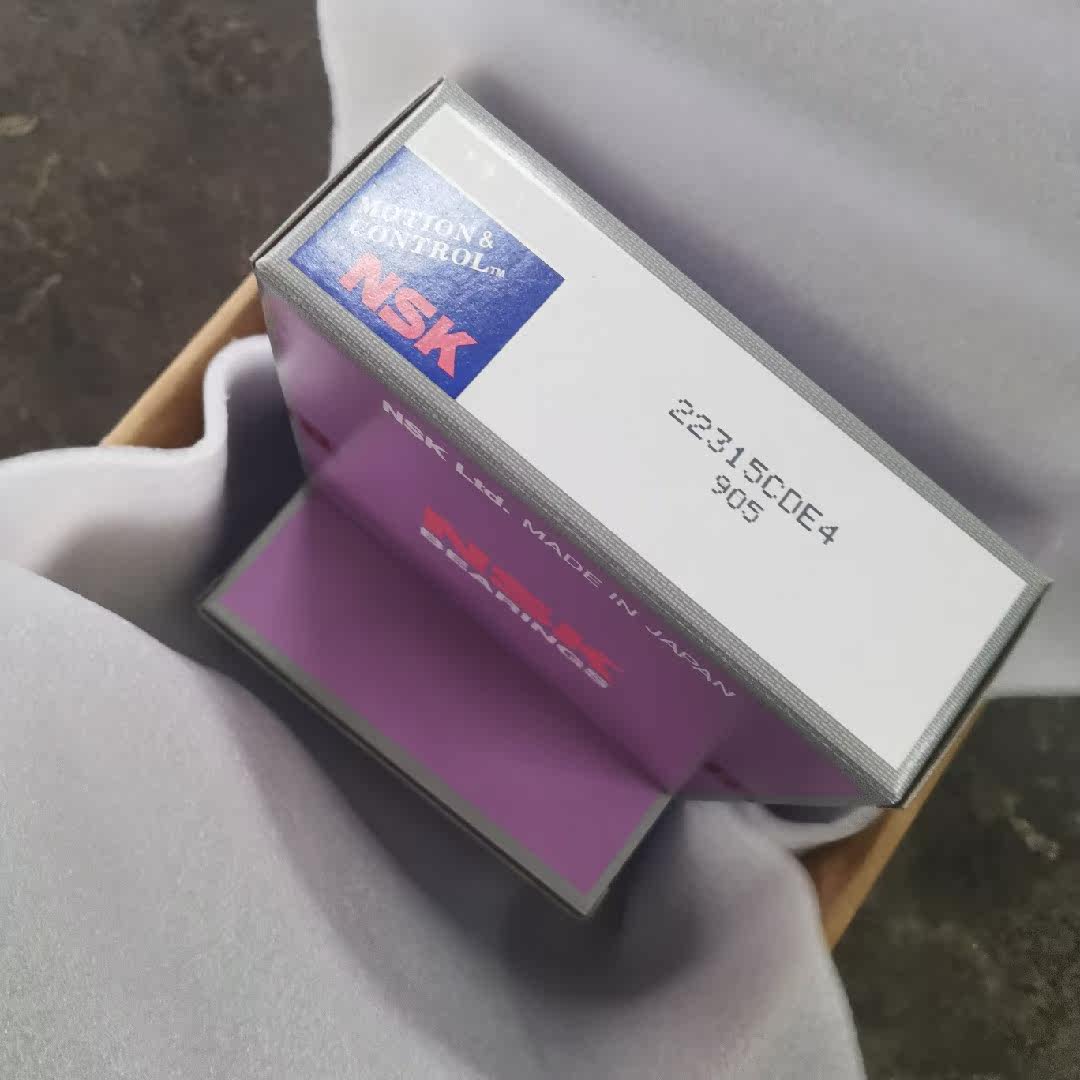 MOTION &
CONTROL™
NSK
22315CDE4
905
NSK Ltd. MADE IN JAPAN
NSK
BEARINGS